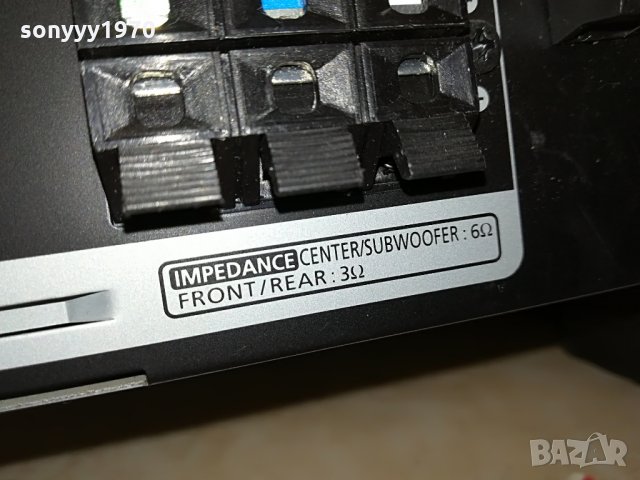 sonyyy1970
IMPEDANCE CENTER/SUBWOOFER : 6Ω
FRONT/REAR : 3Ω
BAZAR